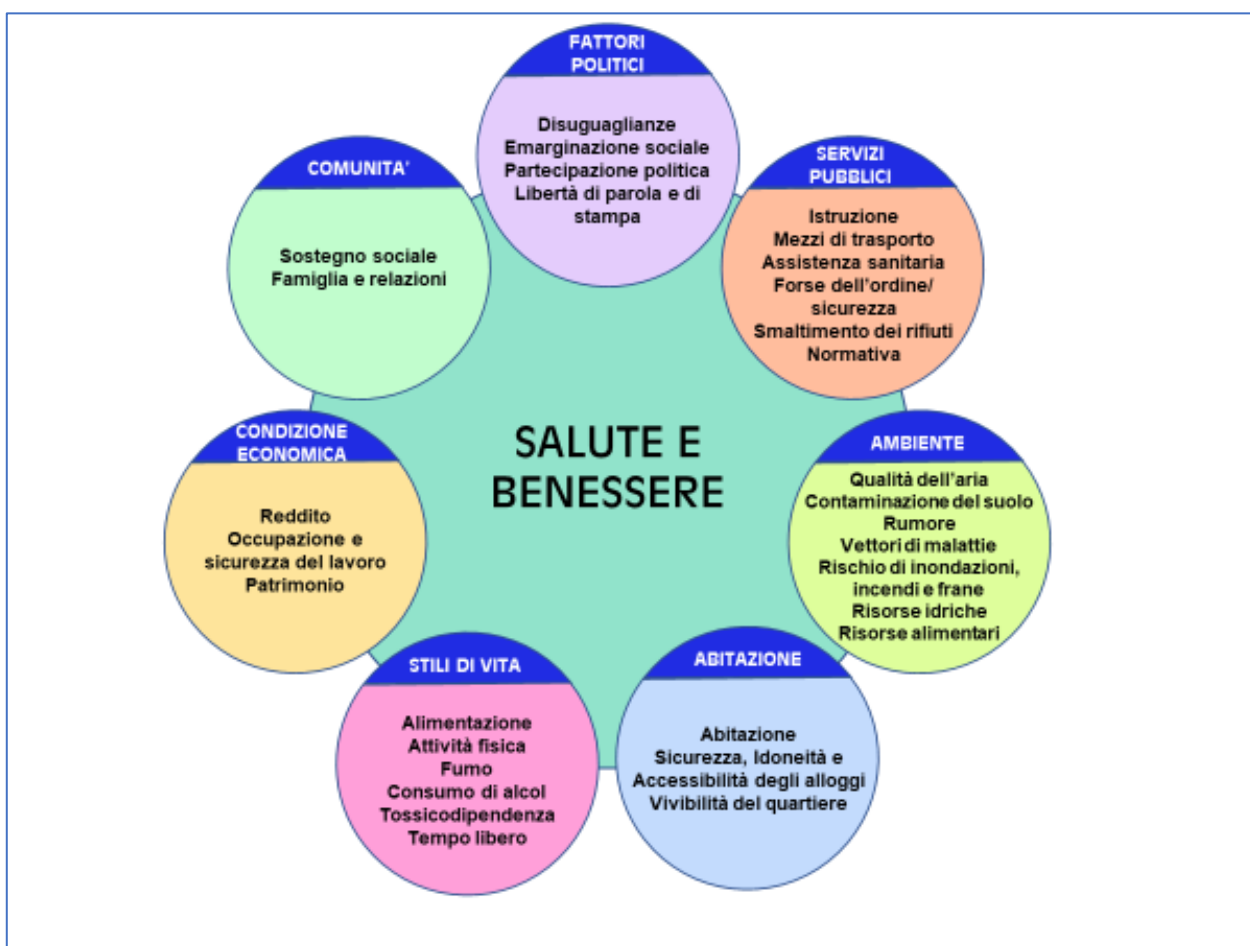 FATTORI
POLITICI
Disuguaglianze
Emarginazione sociale
Partecipazione politica
Libertà di parola e di
stampa
SERVIZI
PUBBLICI
Istruzione
Mezzi di trasporto
Assistenza sanitaria
Forse dell'ordine/
sicurezza
Smaltimento dei rifiuti
Normativa
AMBIENTE
Qualità dell'aria
Contaminazione del suolo
Rumore
Vettori di malattie
Rischio di inondazioni,
incendi e frane
Risorse idriche
Risorse alimentari
ABITAZIONE
Abitazione
Sicurezza, Idoneità e
Accessibilità degli alloggi
Vivibilità del quartiere
STILI DI VITA
Alimentazione
Attività fisica
Fumo
Consumo di alcol
Tossicodipendenza
Tempo libero
CONDIZIONE
ECONOMICA
Reddito
Occupazione e
sicurezza del lavoro
Patrimonio
COMUNITA'
Sostegno sociale
Famiglia e relazioni
SALUTE E
BENESSERE